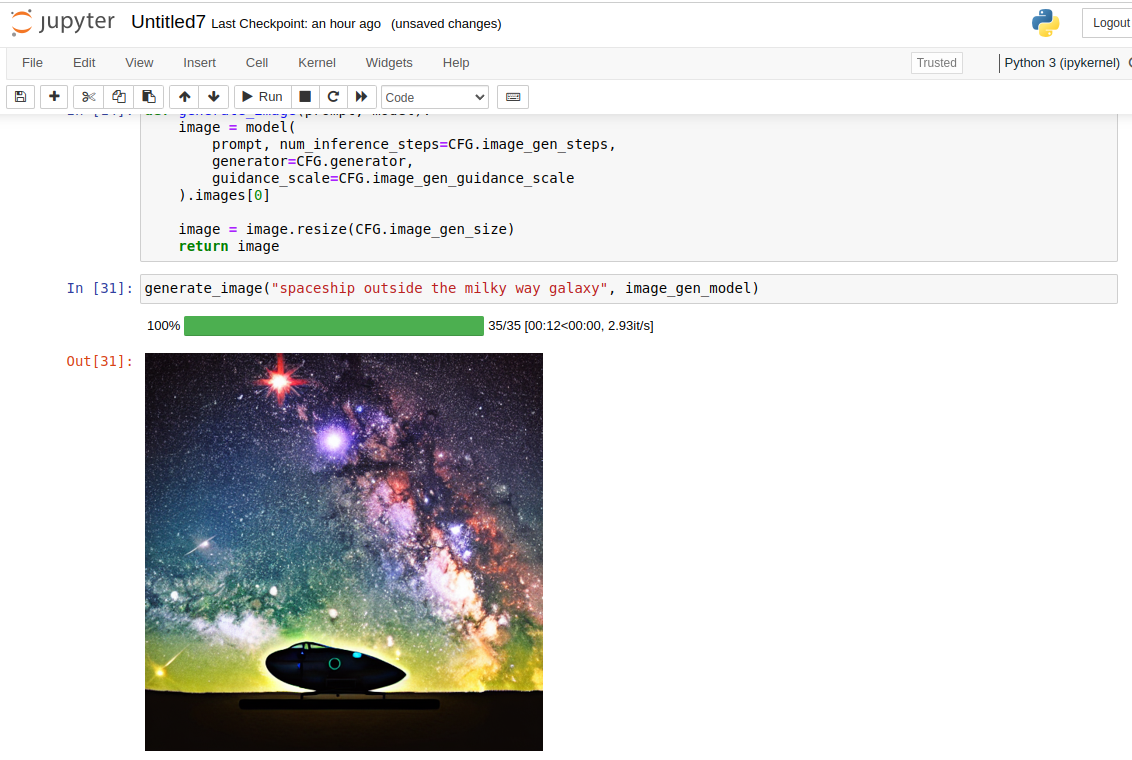 jupyter Untitled7 Last Checkpoint: an hour ago (unsaved changes)
Logout
File Edit View Insert Cell Kernel Widgets Help
Trusted
Python 3 (ipykernel)
Run
Code
image = model(
prompt, num_inference_steps=CFG.image_gen_steps,
generator=CFG.generator,
guidance_scale=CFG.image_gen_guidance_scale
).images[0]
image = image.resize(CFG.image_gen_size)
return image
In [31]: generate_image("spaceship outside the milky way galaxy", image_gen_model)
100% 35/35 [00:12<00:00, 2.93it/s]
Out[31]: